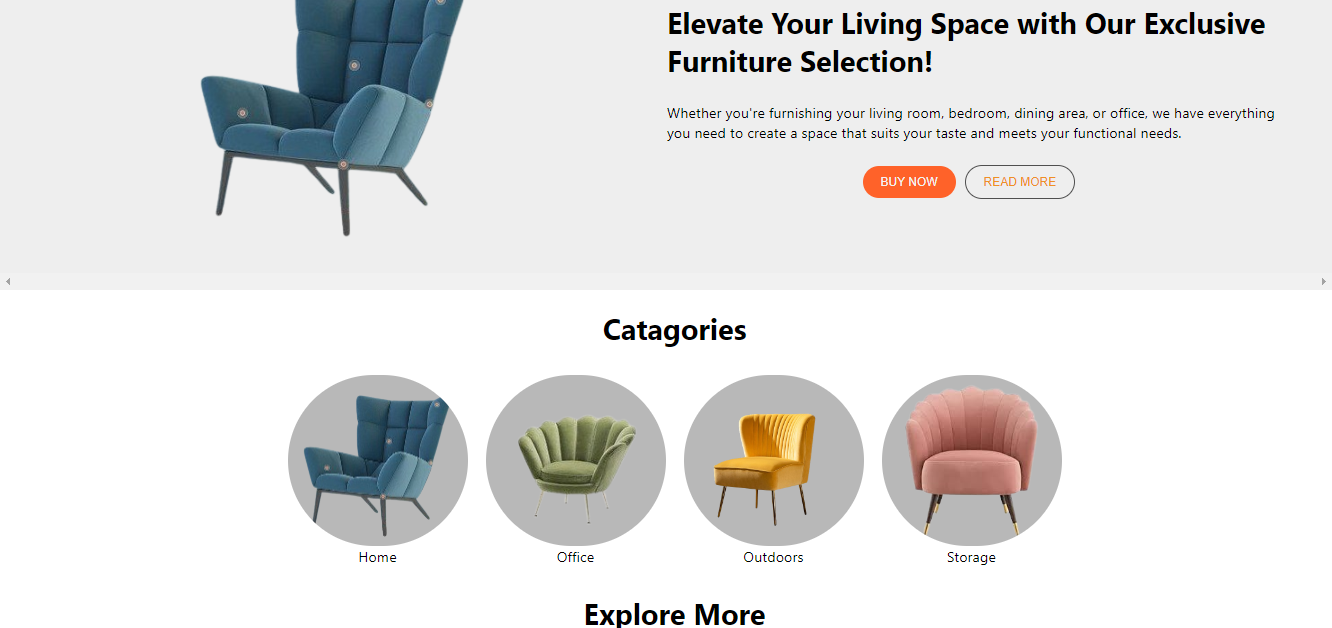 Elevate Your Living Space with Our Exclusive
Furniture Selection!
Whether you're furnishing your living room, bedroom, dining area, or office, we have everything
you need to create a space that suits your taste and meets your functional needs.
BUY NOW READ MORE
Catagories
Home Office Outdoors Storage
Explore More